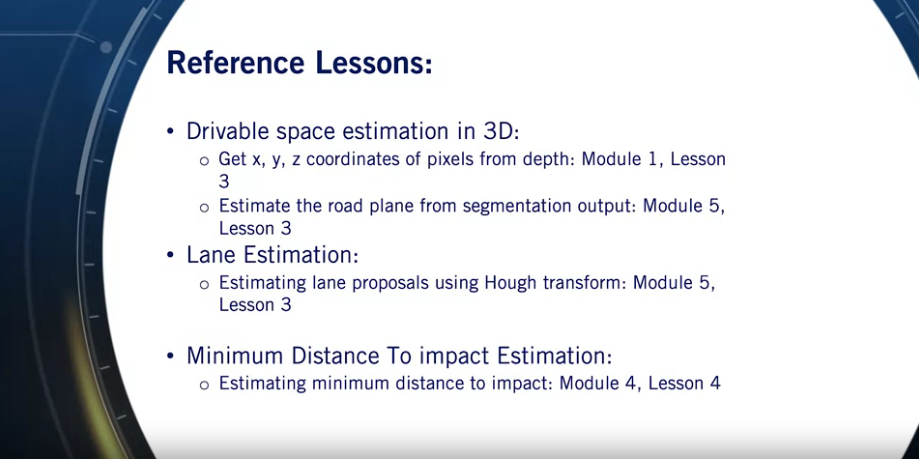 Reference Lessons:
• Drivable space estimation in 3D:
o Get x, y, z coordinates of pixels from depth: Module 1, Lesson
3
o Estimate the road plane from segmentation output: Module 5,
Lesson 3
• Lane Estimation:
o Estimating lane proposals using Hough transform: Module 5,
Lesson 3
• Minimum Distance To impact Estimation:
o Estimating minimum distance to impact: Module 4, Lesson 4